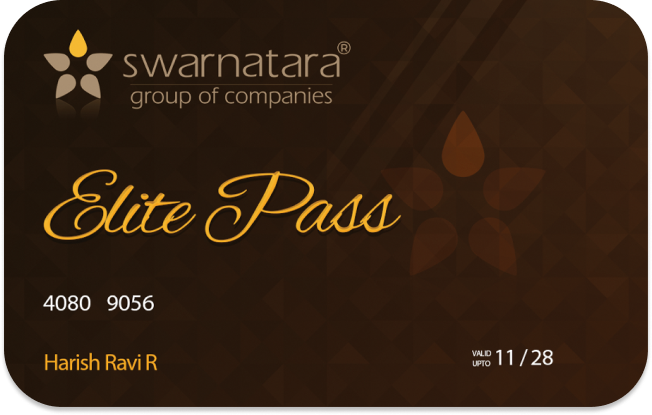 swarnatara®
group of companies
Elite Pass
4080 9056
Harish Ravi R
VALID UPTO 11 / 28